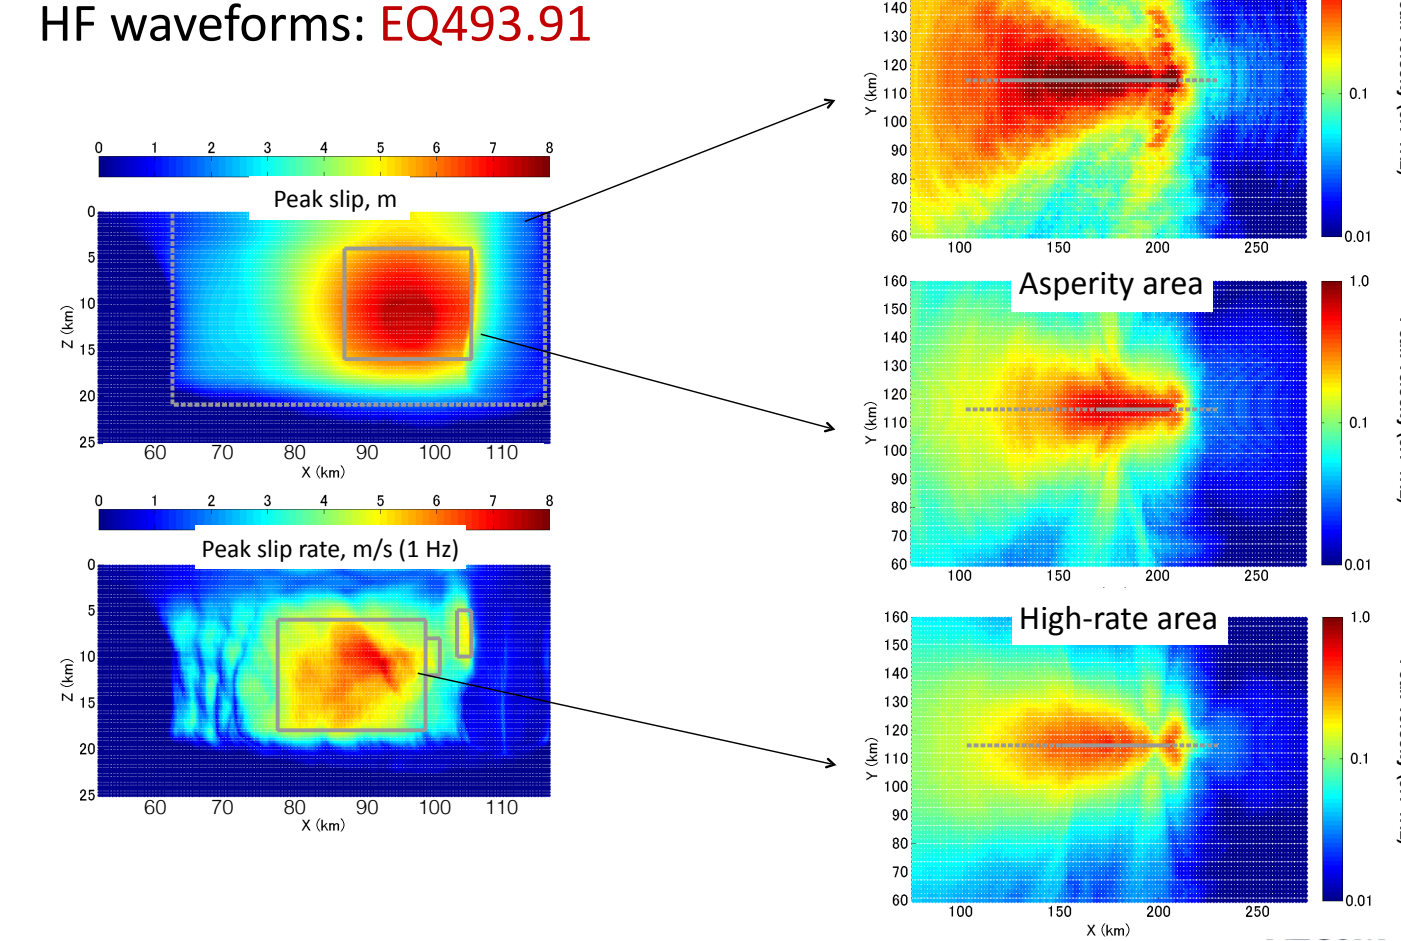 HF waveforms: EQ493.91
0 1 2 3 4 5 6 7 8
Peak slip, m
0
5
10
15
20
25
Z (km)
60 70 80 90 100 110
X (km)
0 1 2 3 4 5 6 7 8
Peak slip rate, m/s (1 Hz)
0
5
10
15
20
25
Z (km)
60 70 80 90 100 110
X (km)
140
130
120
110
100
90
80
70
60
Y (km)
100 150 200 250
0.1
0.01
Asperity area
160
150
140
130
120
110
100
90
80
70
60
Y (km)
100 150 200 250
1.0
0.1
0.01
High-rate area
160
150
140
130
120
110
100
90
80
70
60
Y (km)
100 150 200 250
X (km)
1.0
0.1
0.01